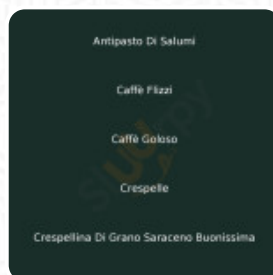 Antipasto Di Salumi
Caffè Flizzi
Caffè Goloso
Crespelle
Crespellina Di Grano Saraceno Buonissima